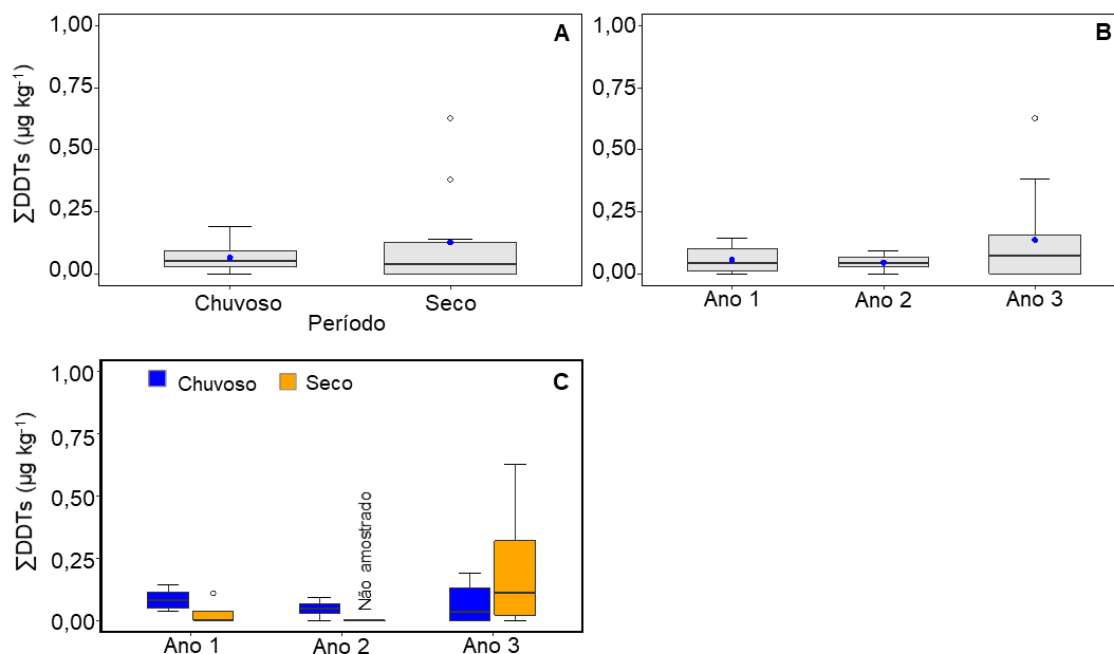 1,00
A
0,75
0,50
0,25
0,00
∑DDTs (µg kg⁻¹)
Chuvoso
Seco
Período
1,00
B
0,75
0,50
0,25
0,00
Ano 1
Ano 2
Ano 3
1,00
Chuvoso
Seco
C
0,75
0,50
0,25
0,00
∑DDTs (µg kg⁻¹)
Não amostrado
Ano 1
Ano 2
Ano 3